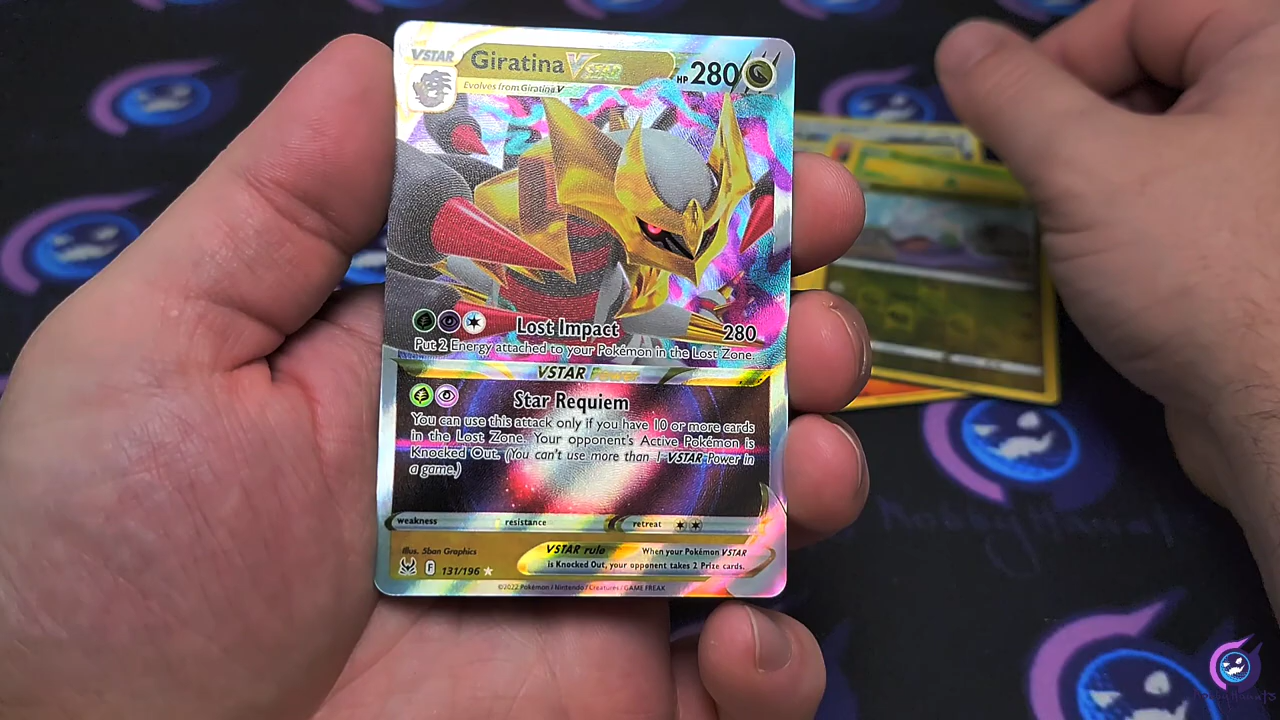 VSTAR Giratina VSTAR HP 280
Evolves from Giratina V
Lost Impact 280
Put 2 Energy attached to your Pokémon in the Lost Zone.
VSTAR Power
Star Requiem
You can use this attack only if you have 10 or more cards
in the Lost Zone. Your opponent's Active Pokémon is
Knocked Out. (You can't use more than 1 VSTAR Power in
a game.)
weakness resistance retreat
Illus. 5ban Graphics
VSTAR rule When your Pokémon VSTAR
is Knocked Out, your opponent takes 2 Prize cards.
F 131/196
©2022 Pokémon / Nintendo / Creatures / GAME FREAK